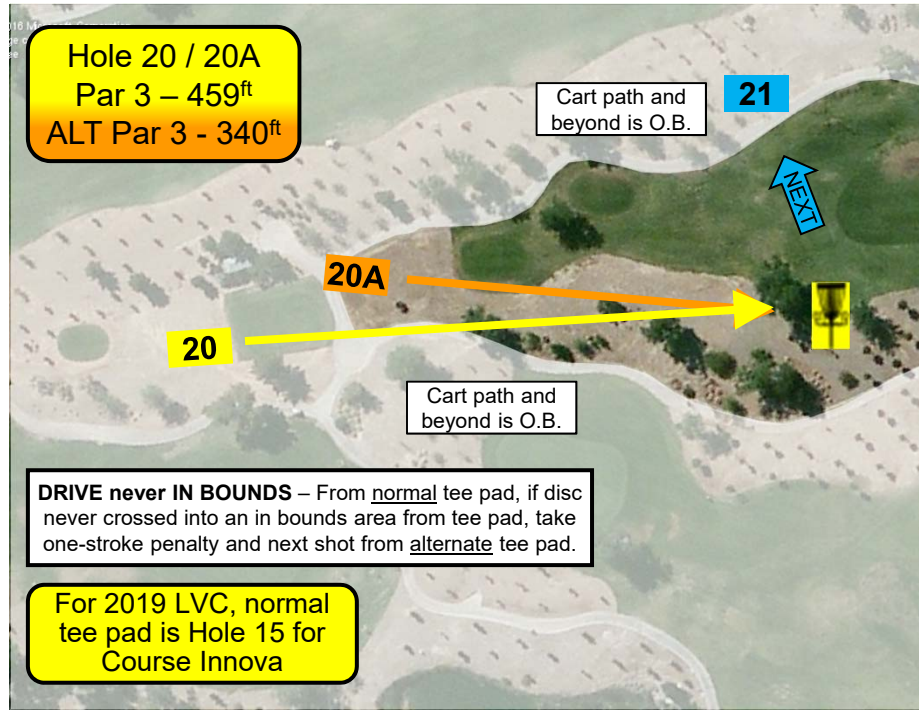 Hole 20 / 20A
Par 3 – 459ft
ALT Par 3 - 340ft
Cart path and
beyond is O.B.
21
NEXT
20A
20
Cart path and
beyond is O.B.
DRIVE never IN BOUNDS – From normal tee pad, if disc
never crossed into an in bounds area from tee pad, take
one-stroke penalty and next shot from alternate tee pad.
For 2019 LVC, normal
tee pad is Hole 15 for
Course Innova